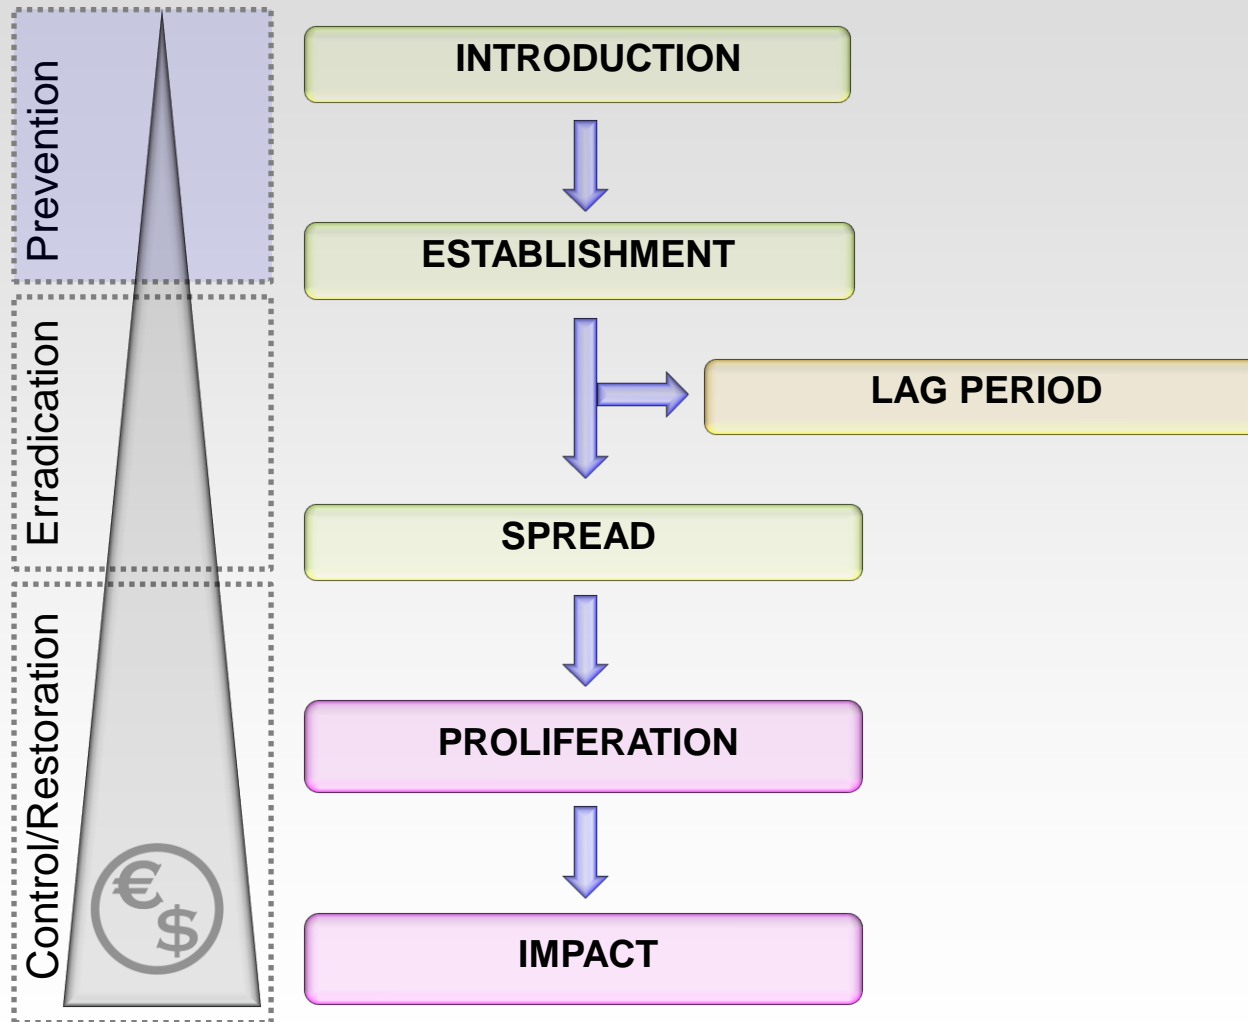 Prevention
INTRODUCTION
ESTABLISHMENT
Erradication
LAG PERIOD
SPREAD
Control/Restoration
PROLIFERATION
€
$
IMPACT